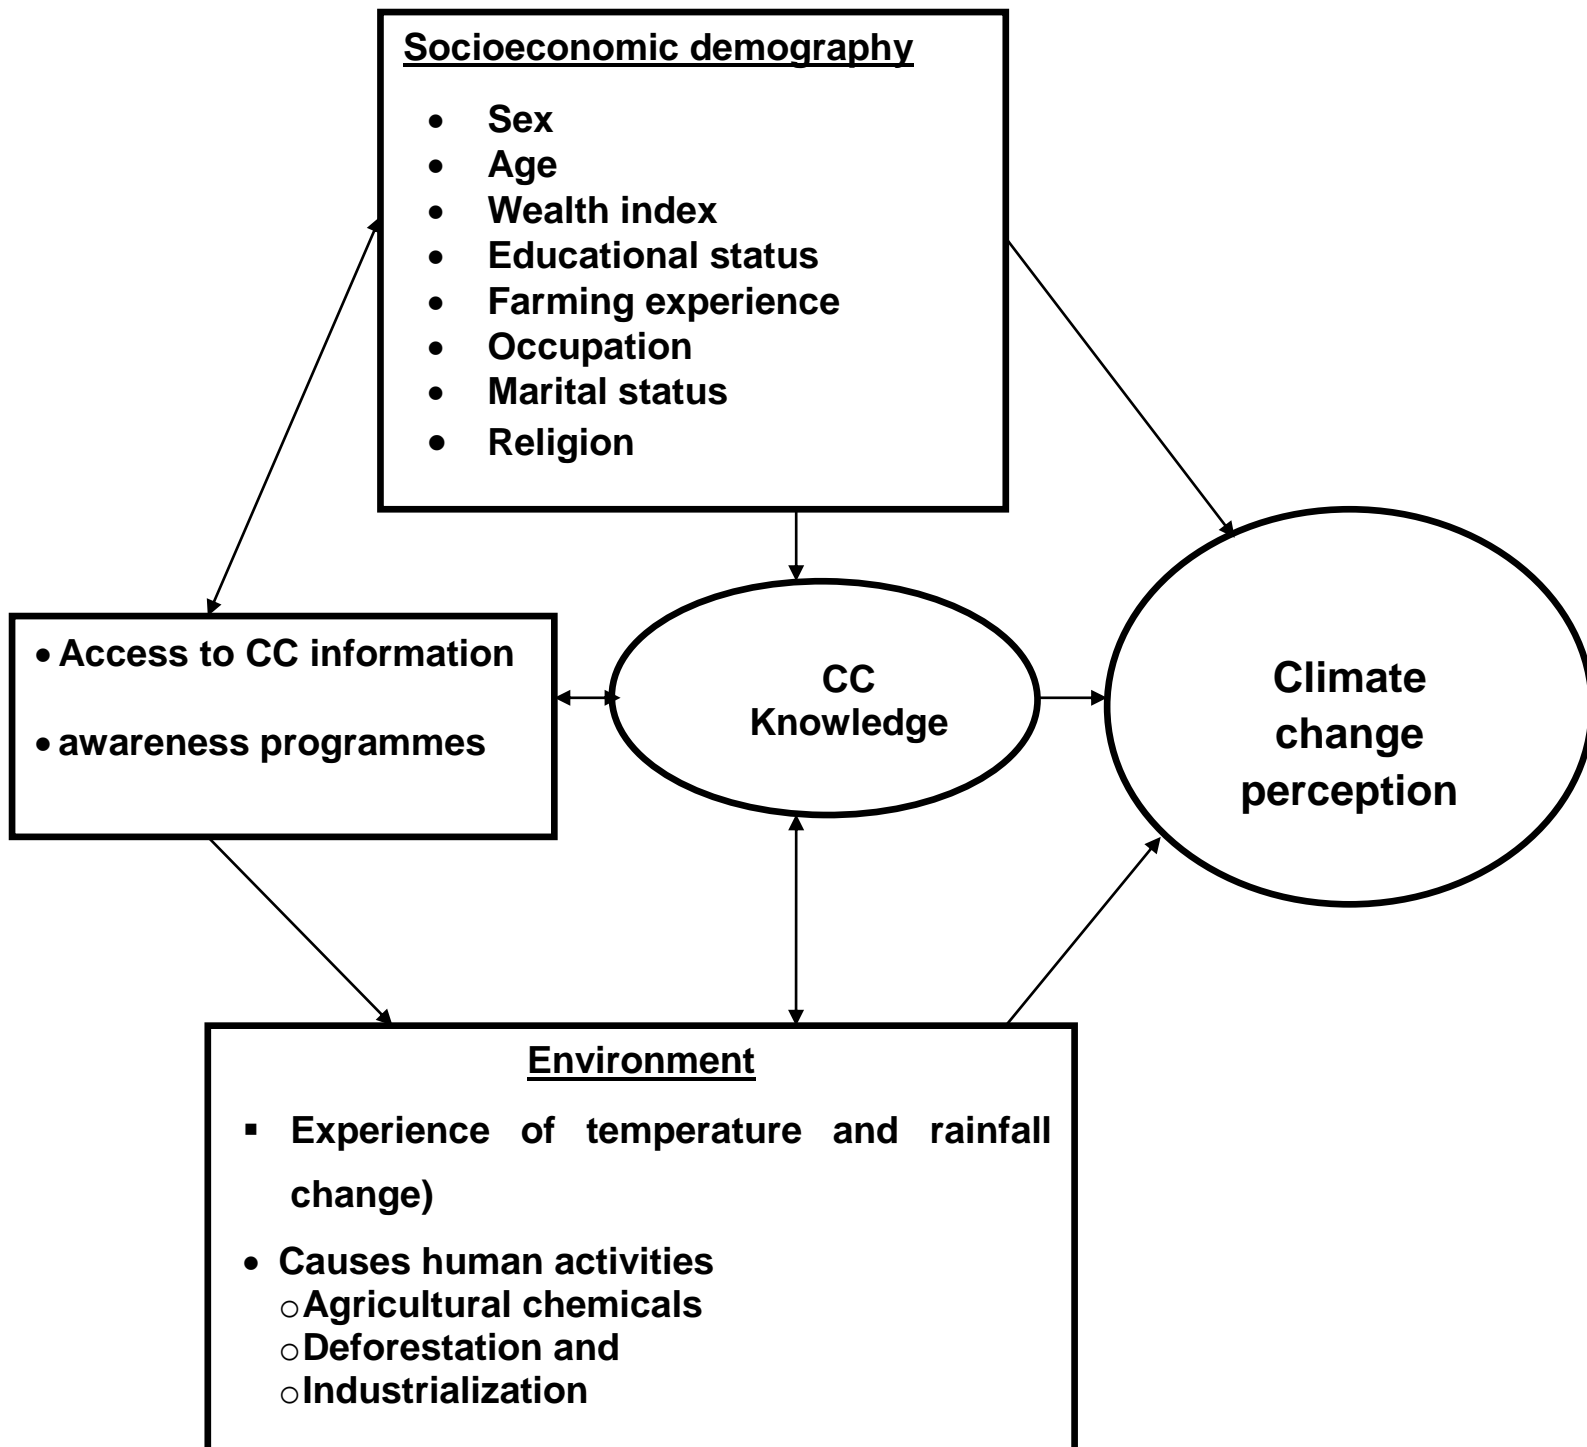 Socioeconomic demography
• Sex
• Age
• Wealth index
• Educational status
• Farming experience
• Occupation
• Marital status
• Religion
• Access to CC information
• awareness programmes
CC
Knowledge
Climate
change
perception
Environment
▪ Experience of temperature and rainfall
change)
• Causes human activities
○Agricultural chemicals
○Deforestation and
○Industrialization